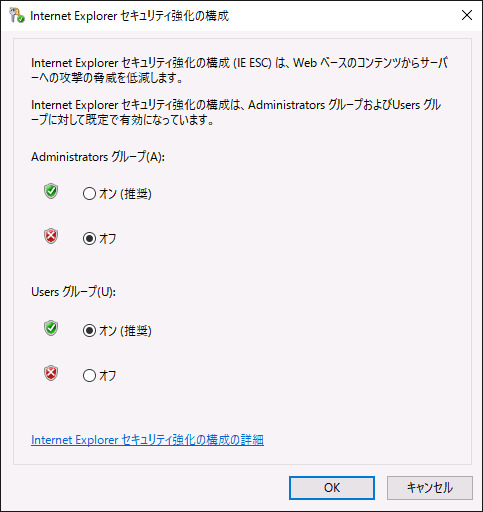 Internet Explorer セキュリティ強化の構成
Internet Explorer セキュリティ強化の構成 (IE ESC) は、Web ベースのコンテンツからサーバ
ーへの攻撃の脅威を低減します。
Internet Explorer セキュリティ強化の構成は、Administrators グループおよびUsers グル
ープに対して既定で有効になっています。
Administrators グループ(A):
オン (推奨)
オフ
Users グループ(U):
オン (推奨)
オフ
Internet Explorer セキュリティ強化の構成の詳細
OK
キャンセル